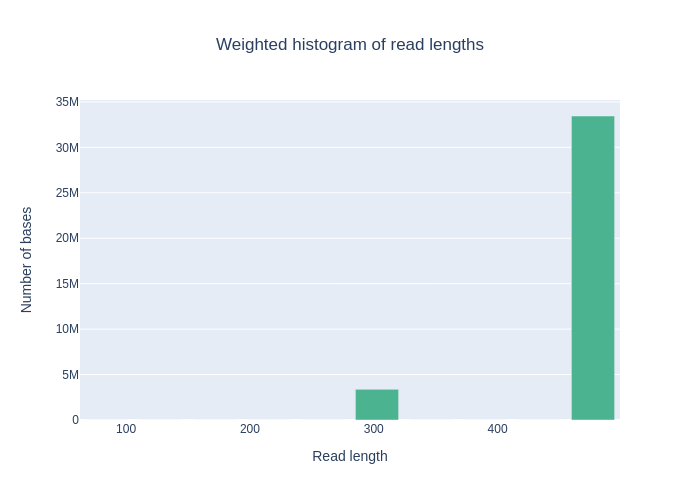 Weighted histogram of read lengths
35M
30M
25M
20M
15M
10M
5M
0
Number of bases
100 200 300 400
Read length